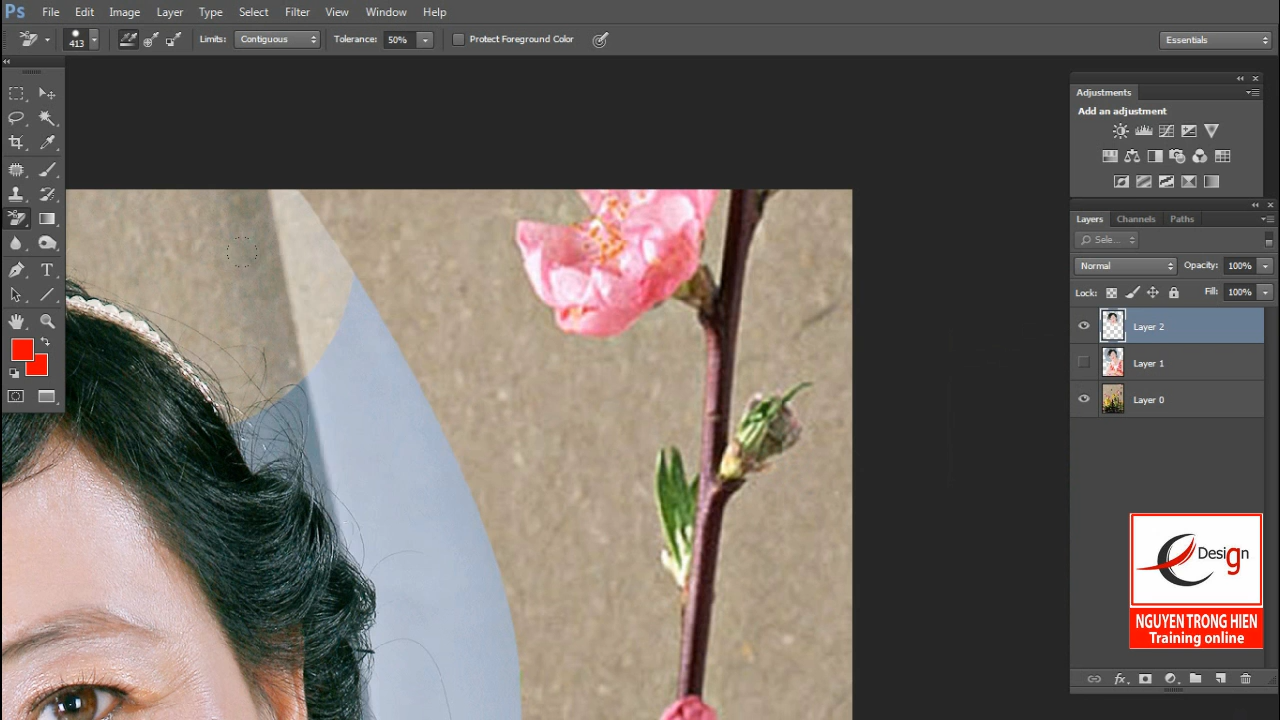 Ps File Edit Image Layer Type Select Filter View Window Help
413 Limits: Contiguous Tolerance: 50% Protect Foreground Color Essentials
Adjustments
Add an adjustment
Layers Channels Paths
Sele...
Normal Opacity: 100%
Lock: Fill: 100%
Layer 2
Layer 1
Layer 0
Design
NGUYEN TRONG HIEN
Training online